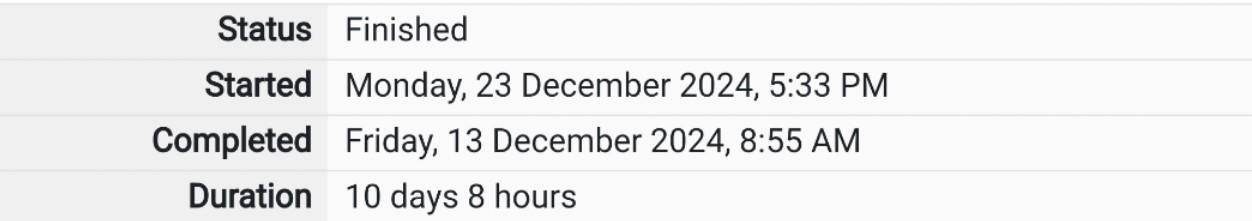 Status Finished
Started Monday, 23 December 2024, 5:33 PM
Completed Friday, 13 December 2024, 8:55 AM
Duration 10 days 8 hours